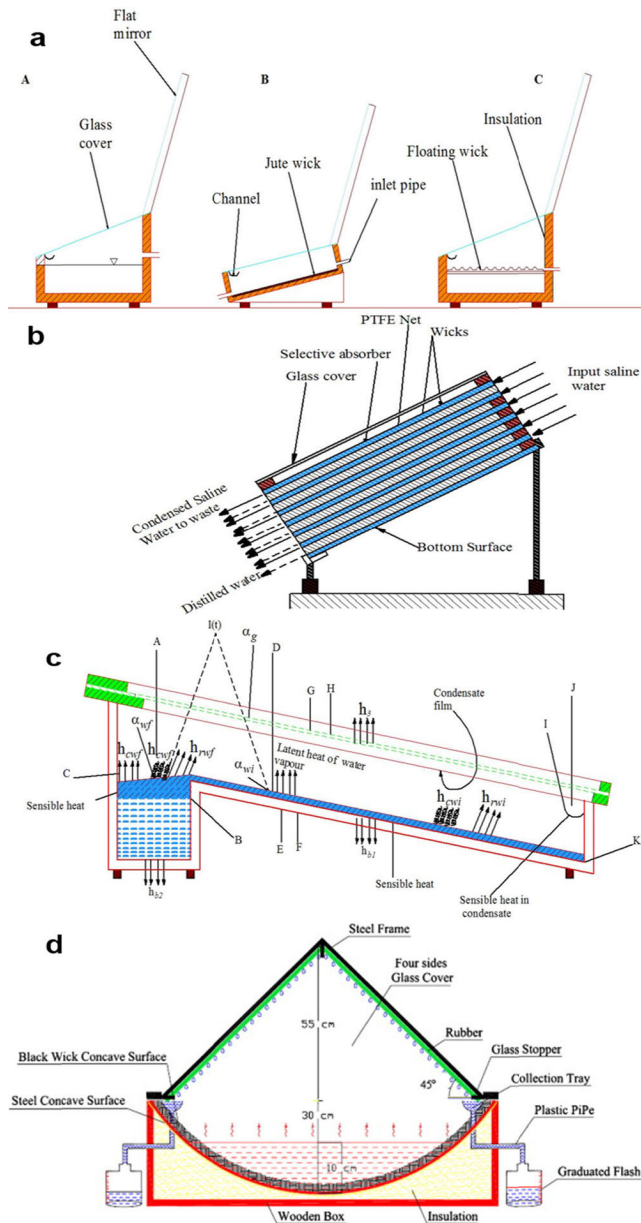 a
Flat
mirror
A
B
C
Glass
cover
Insulation
Floating wick
Jute wick
inlet pipe
Channel
b
PTFE Net
Wicks
Selective absorber
Glass cover
Input saline
water
Condensed Saline
Water to waste
Distilled water
Bottom Surface
c
I(t)
A
α_g
D
G
H
h_3
Condensate
film
J
I
α_wf
h_cwf
h_cwf
h_rwf
C
Latent heat of water
vapour
α_wi
Sensible heat
h_cwi
h_rwi
B
E
F
h_b1
K
Sensible heat
Sensible heat in
condensate
h_b2
d
Steel Frame
Four sides
Glass Cover
55 cm
Rubber
Black Wick Concave Surface
Glass Stopper
45°
Collection Tray
Steel Concave Surface
30 cm
Plastic PiPe
10 cm
Graduated Flash
Wooden Box
Insulation